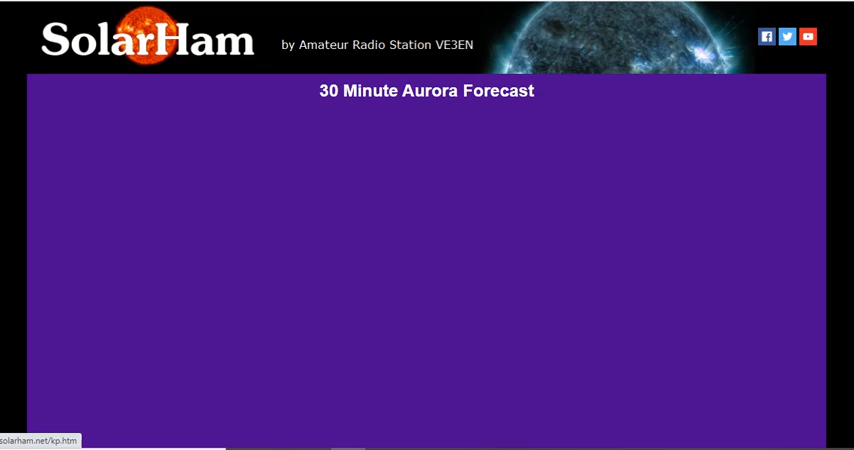 SolarHam
by Amateur Radio Station VE3EN
30 Minute Aurora Forecast
solarham.net/kp.htm